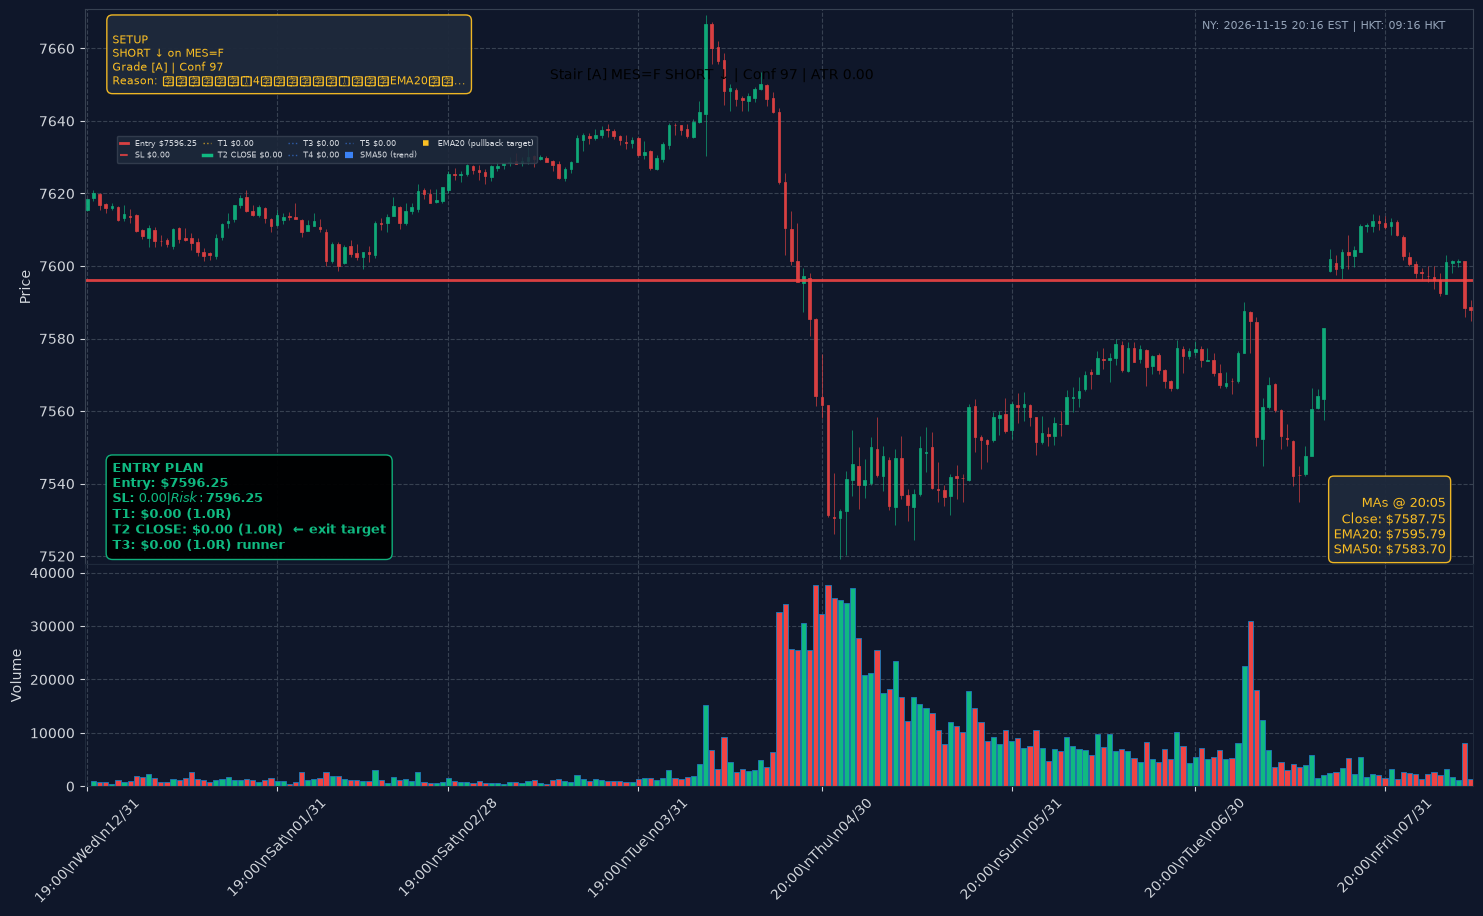 NY: 2026-11-15 20:16 EST | HKT: 09:16 HKT
SETUP
SHORT ↓ on MES=F
Grade [A] | Conf 97
Reason: 4 EMA20 ...
Stair [A] MES=F SHORT ↓ | Conf 97 | ATR 0.00
Entry $7596.25 T1 $0.00 T3 $0.00 T5 $0.00 EMA20 (pullback target)
SL $0.00 T2 CLOSE $0.00 T4 $0.00 SMA50 (trend)
Price
7660
7640
7620
7600
7580
7560
7540
7520
ENTRY PLAN
Entry: $7596.25
SL: 0.00|Risk:7596.25
T1: $0.00 (1.0R)
T2 CLOSE: $0.00 (1.0R) ← exit target
T3: $0.00 (1.0R) runner
MAs @ 20:05
Close: $7587.75
EMA20: $7595.79
SMA50: $7583.70
Volume
40000
30000
20000
10000
0
19:00\nWed\n12/31
19:00\nSat\n01/31
19:00\nSat\n02/28
19:00\nTue\n03/31
20:00\nThu\n04/30
20:00\nSun\n05/31
20:00\nTue\n06/30
20:00\nFri\n07/31